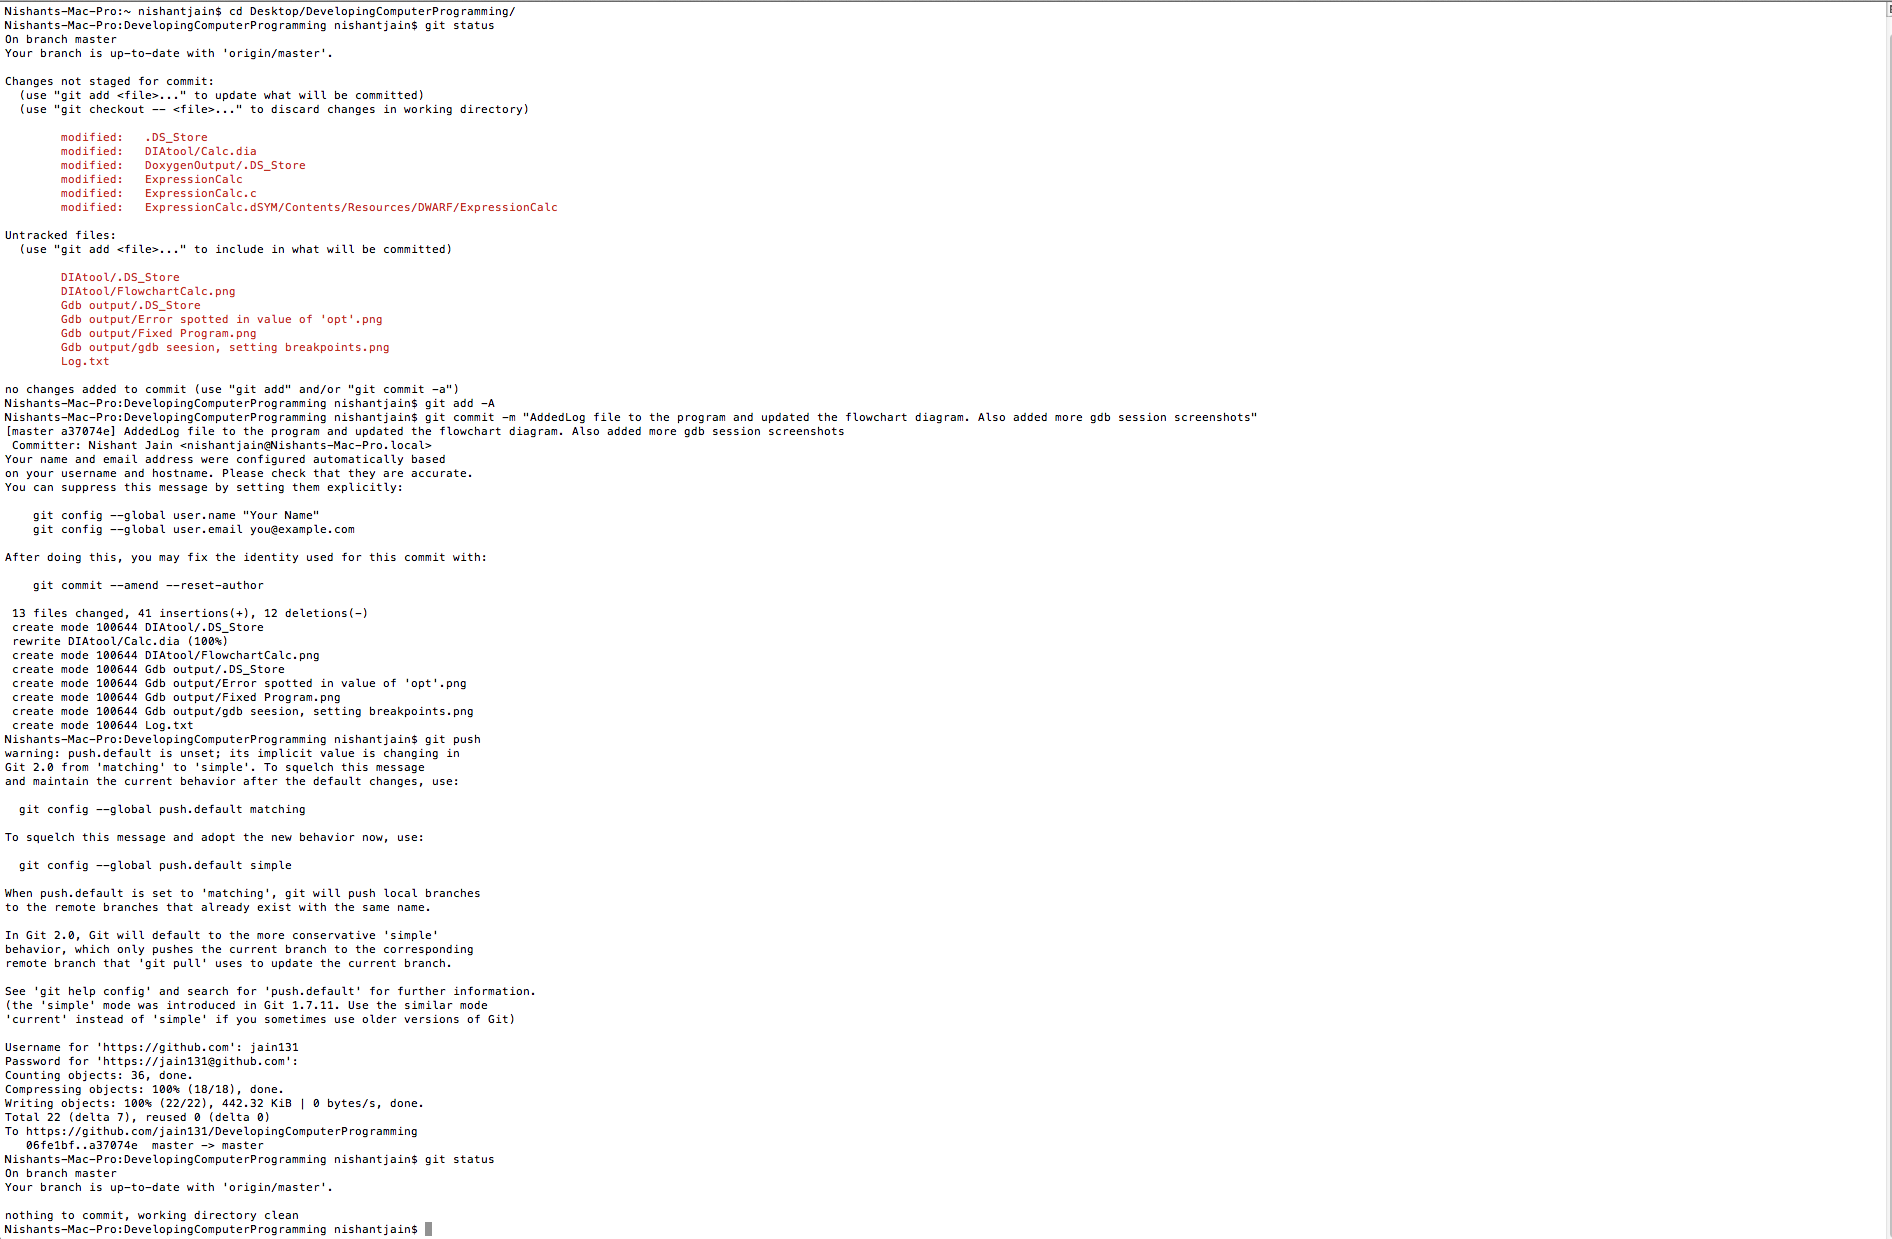 Nishants-Mac-Pro:~ nishantjain$ cd Desktop/DevelopingComputerProgramming/
Nishants-Mac-Pro:DevelopingComputerProgramming nishantjain$ git status
On branch master
Your branch is up-to-date with 'origin/master'.

Changes not staged for commit:
  (use "git add <file>..." to update what will be committed)
  (use "git checkout -- <file>..." to discard changes in working directory)

        modified:   .DS_Store
        modified:   DIAtool/Calc.dia
        modified:   DoxygenOutput/.DS_Store
        modified:   ExpressionCalc
        modified:   ExpressionCalc.c
        modified:   ExpressionCalc.dSYM/Contents/Resources/DWARF/ExpressionCalc

Untracked files:
  (use "git add <file>..." to include in what will be committed)

        DIAtool/.DS_Store
        DIAtool/FlowchartCalc.png
        Gdb output/.DS_Store
        Gdb output/Error spotted in value of 'opt'.png
        Gdb output/Fixed Program.png
        Gdb output/gdb seesion, setting breakpoints.png
        Log.txt

no changes added to commit (use "git add" and/or "git commit -a")
Nishants-Mac-Pro:DevelopingComputerProgramming nishantjain$ git add -A
Nishants-Mac-Pro:DevelopingComputerProgramming nishantjain$ git commit -m "AddedLog file to the program and updated the flowchart diagram. Also added more gdb session screenshots"
[master a37074e] AddedLog file to the program and updated the flowchart diagram. Also added more gdb session screenshots
 Committer: Nishant Jain <nishantjain@Nishants-Mac-Pro.local>
Your name and email address were configured automatically based
on your username and hostname. Please check that they are accurate.
You can suppress this message by setting them explicitly:

    git config --global user.name "Your Name"
    git config --global user.email you@example.com

After doing this, you may fix the identity used for this commit with:

    git commit --amend --reset-author

 13 files changed, 41 insertions(+), 12 deletions(-)
 create mode 100644 DIAtool/.DS_Store
 rewrite DIAtool/Calc.dia (100%)
 create mode 100644 DIAtool/FlowchartCalc.png
 create mode 100644 Gdb output/.DS_Store
 create mode 100644 Gdb output/Error spotted in value of 'opt'.png
 create mode 100644 Gdb output/Fixed Program.png
 create mode 100644 Gdb output/gdb seesion, setting breakpoints.png
 create mode 100644 Log.txt
Nishants-Mac-Pro:DevelopingComputerProgramming nishantjain$ git push
warning: push.default is unset; its implicit value is changing in
Git 2.0 from 'matching' to 'simple'. To squelch this message
and maintain the current behavior after the default changes, use:

  git config --global push.default matching

To squelch this message and adopt the new behavior now, use:

  git config --global push.default simple

When push.default is set to 'matching', git will push local branches
to the remote branches that already exist with the same name.

In Git 2.0, Git will default to the more conservative 'simple'
behavior, which only pushes the current branch to the corresponding
remote branch that 'git pull' uses to update the current branch.

See 'git help config' and search for 'push.default' for further information.
(the 'simple' mode was introduced in Git 1.7.11. Use the similar mode
'current' instead of 'simple' if you sometimes use older versions of Git)

Username for 'https://github.com': jain131
Password for 'https://jain131@github.com':
Counting objects: 36, done.
Compressing objects: 100% (18/18), done.
Writing objects: 100% (22/22), 442.32 KiB | 0 bytes/s, done.
Total 22 (delta 7), reused 0 (delta 0)
To https://github.com/jain131/DevelopingComputerProgramming
   06fe1bf..a37074e  master -> master
Nishants-Mac-Pro:DevelopingComputerProgramming nishantjain$ git status
On branch master
Your branch is up-to-date with 'origin/master'.

nothing to commit, working directory clean
Nishants-Mac-Pro:DevelopingComputerProgramming nishantjain$